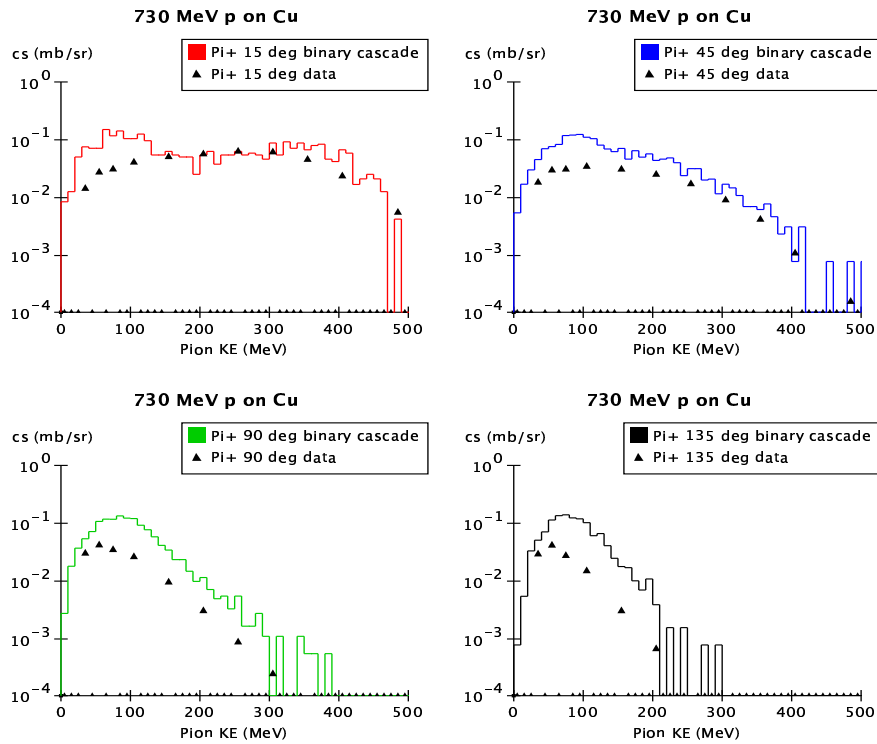 730 MeV p on Cu
cs (mb/sr)
Pi+ 15 deg binary cascade
Pi+ 15 deg data
10^0
10^-1
10^-2
10^-3
10^-4
0 100 200 300 400 500
Pion KE (MeV)
730 MeV p on Cu
cs (mb/sr)
Pi+ 45 deg binary cascade
Pi+ 45 deg data
10^0
10^-1
10^-2
10^-3
10^-4
0 100 200 300 400 500
Pion KE (MeV)
730 MeV p on Cu
cs (mb/sr)
Pi+ 90 deg binary cascade
Pi+ 90 deg data
10^0
10^-1
10^-2
10^-3
10^-4
0 100 200 300 400 500
Pion KE (MeV)
730 MeV p on Cu
cs (mb/sr)
Pi+ 135 deg binary cascade
Pi+ 135 deg data
10^0
10^-1
10^-2
10^-3
10^-4
0 100 200 300 400 500
Pion KE (MeV)